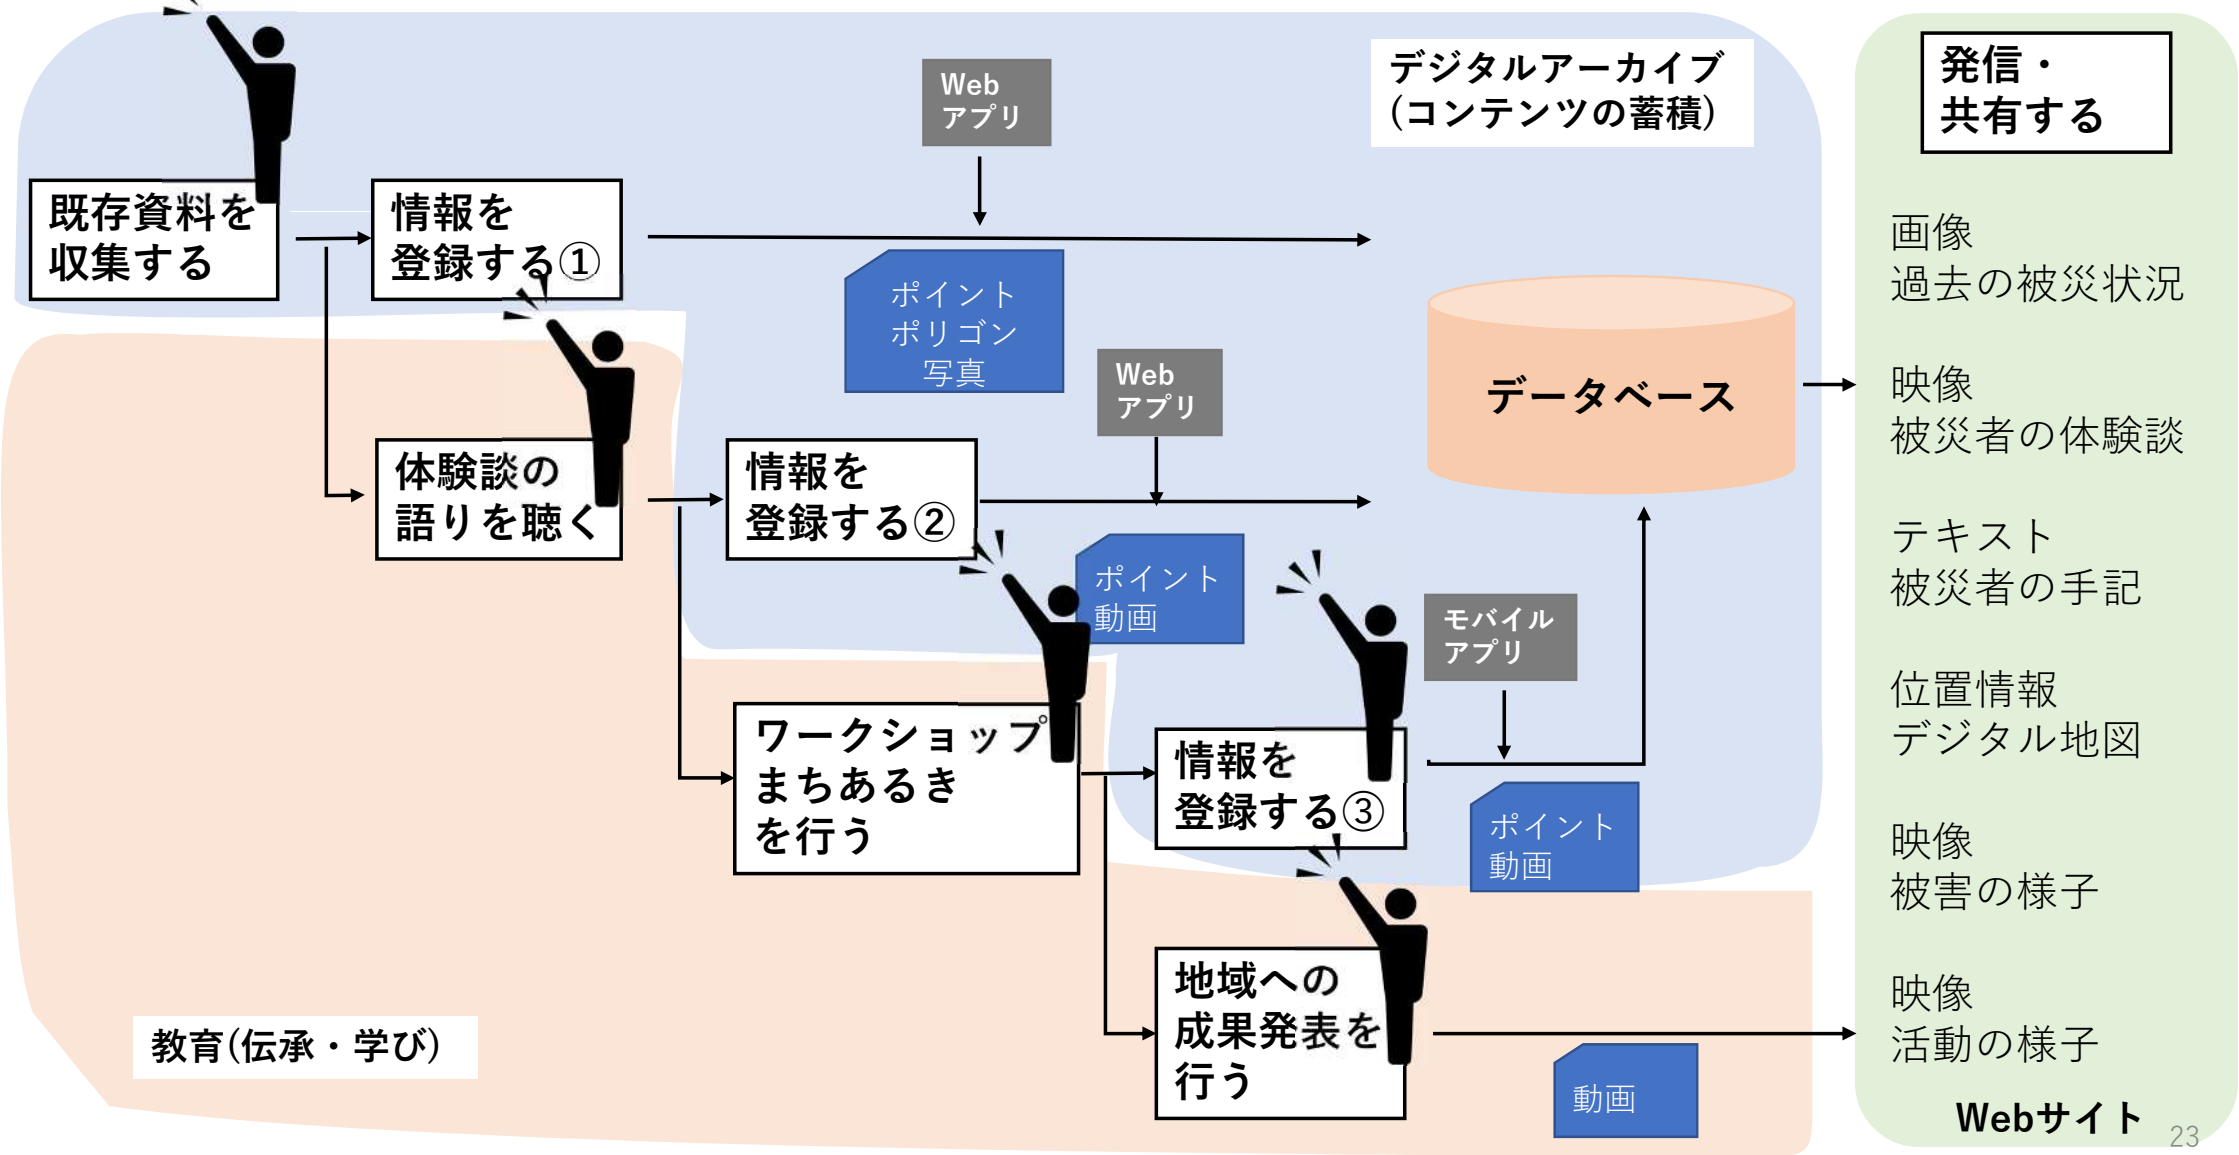 デジタルアーカイブ
(コンテンツの蓄積)
発信・
共有する
Web
アプリ
既存資料を
収集する
情報を
登録する①
ポイント
ポリゴン
写真
Web
アプリ
データベース
体験談の
語りを聴く
情報を
登録する②
ポイント
動画
モバイル
アプリ
ワークショップ
まちあるき
を行う
情報を
登録する③
ポイント
動画
地域への
成果発表を
行う
動画
教育(伝承・学び)
画像
過去の被災状況
映像
被災者の体験談
テキスト
被災者の手記
位置情報
デジタル地図
映像
被害の様子
映像
活動の様子
Webサイト
23